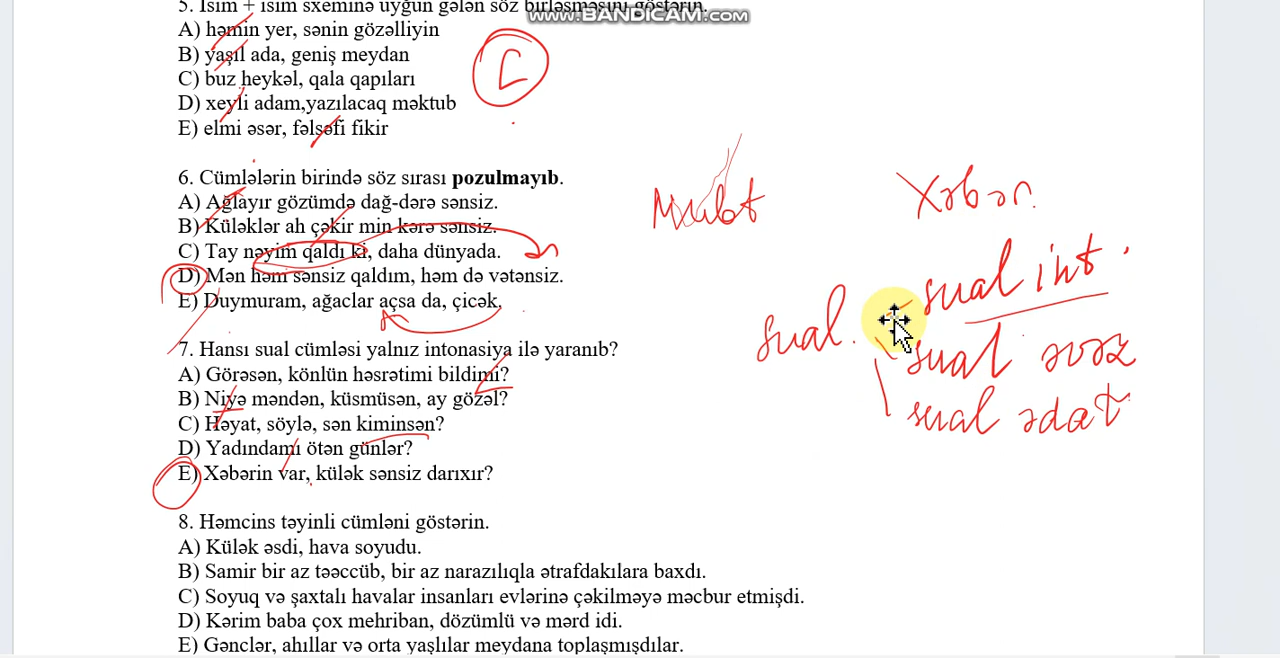 5. İsim + isim sxeminə uyğun gələn söz birləşməsini göstərin.
www.BANDICAM.com
A) həmin yer, sənin gözəlliyin
B) yaşıl ada, geniş meydan
C) buz heykəl, qala qapıları
D) xeyli adam,yazılacaq məktub
E) elmi əsər, fəlsəfi fikir
C
6. Cümlələrin birində söz sırası pozulmayıb.
A) Ağlayır gözümdə dağ-dərə sənsiz.
B) Küləklər ah çəkir min kərə sənsiz.
C) Tay nəyim qaldı ki, daha dünyada.
D) Mən həm sənsiz qaldım, həm də vətənsiz.
E) Duymuram, ağaclar açsa da, çiçək,
Xəbər.
sual int.
sual.
sual əvəz
sual ədat
7. Hansı sual cümləsi yalnız intonasiya ilə yaranıb?
A) Görəsən, könlün həsrətimi bildimi?
B) Niyə məndən, küsmüsən, ay gözəl?
C) Həyat, söylə, sən kiminsən?
D) Yadındamı ötən günlər?
E) Xəbərin var, külək sənsiz darıxır?
8. Həmcins təyinli cümləni göstərin.
A) Külək əsdi, hava soyudu.
B) Samir bir az təəccüb, bir az narazılıqla ətrafdakılara baxdı.
C) Soyuq və şaxtalı havalar insanları evlərinə çəkilməyə məcbur etmişdi.
D) Kərim baba çox mehriban, dözümlü və mərd idi.
E) Gənclər, ahıllar və orta yaşlılar meydana toplaşmışdılar.